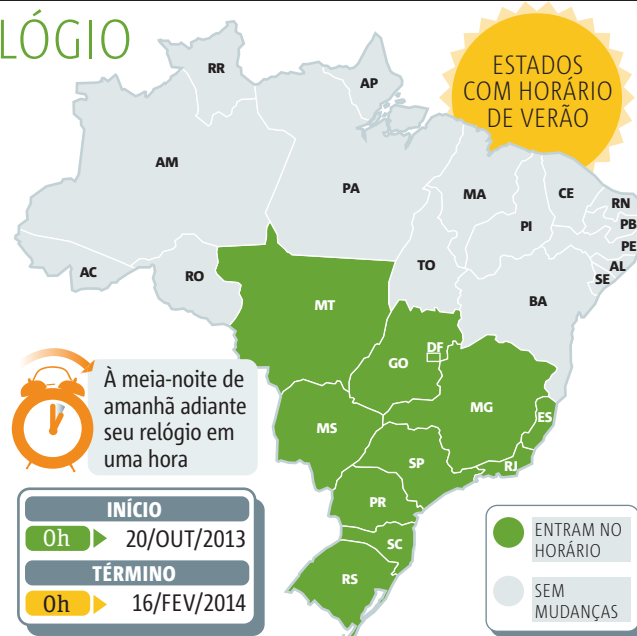 LÓGIO
ESTADOS
COM HORÁRIO
DE VERÃO
RR
AP
AM
PA
MA
CE
RN
PB
PI
PE
AL
SE
TO
AC
RO
BA
MT
DF
GO
MG
ES
MS
SP
RJ
PR
SC
RS
À meia-noite de
amanhã adiante
seu relógio em
uma hora
INÍCIO
0h 20/OUT/2013
TÉRMINO
0h 16/FEV/2014
ENTRAM NO
HORÁRIO
SEM
MUDANÇAS